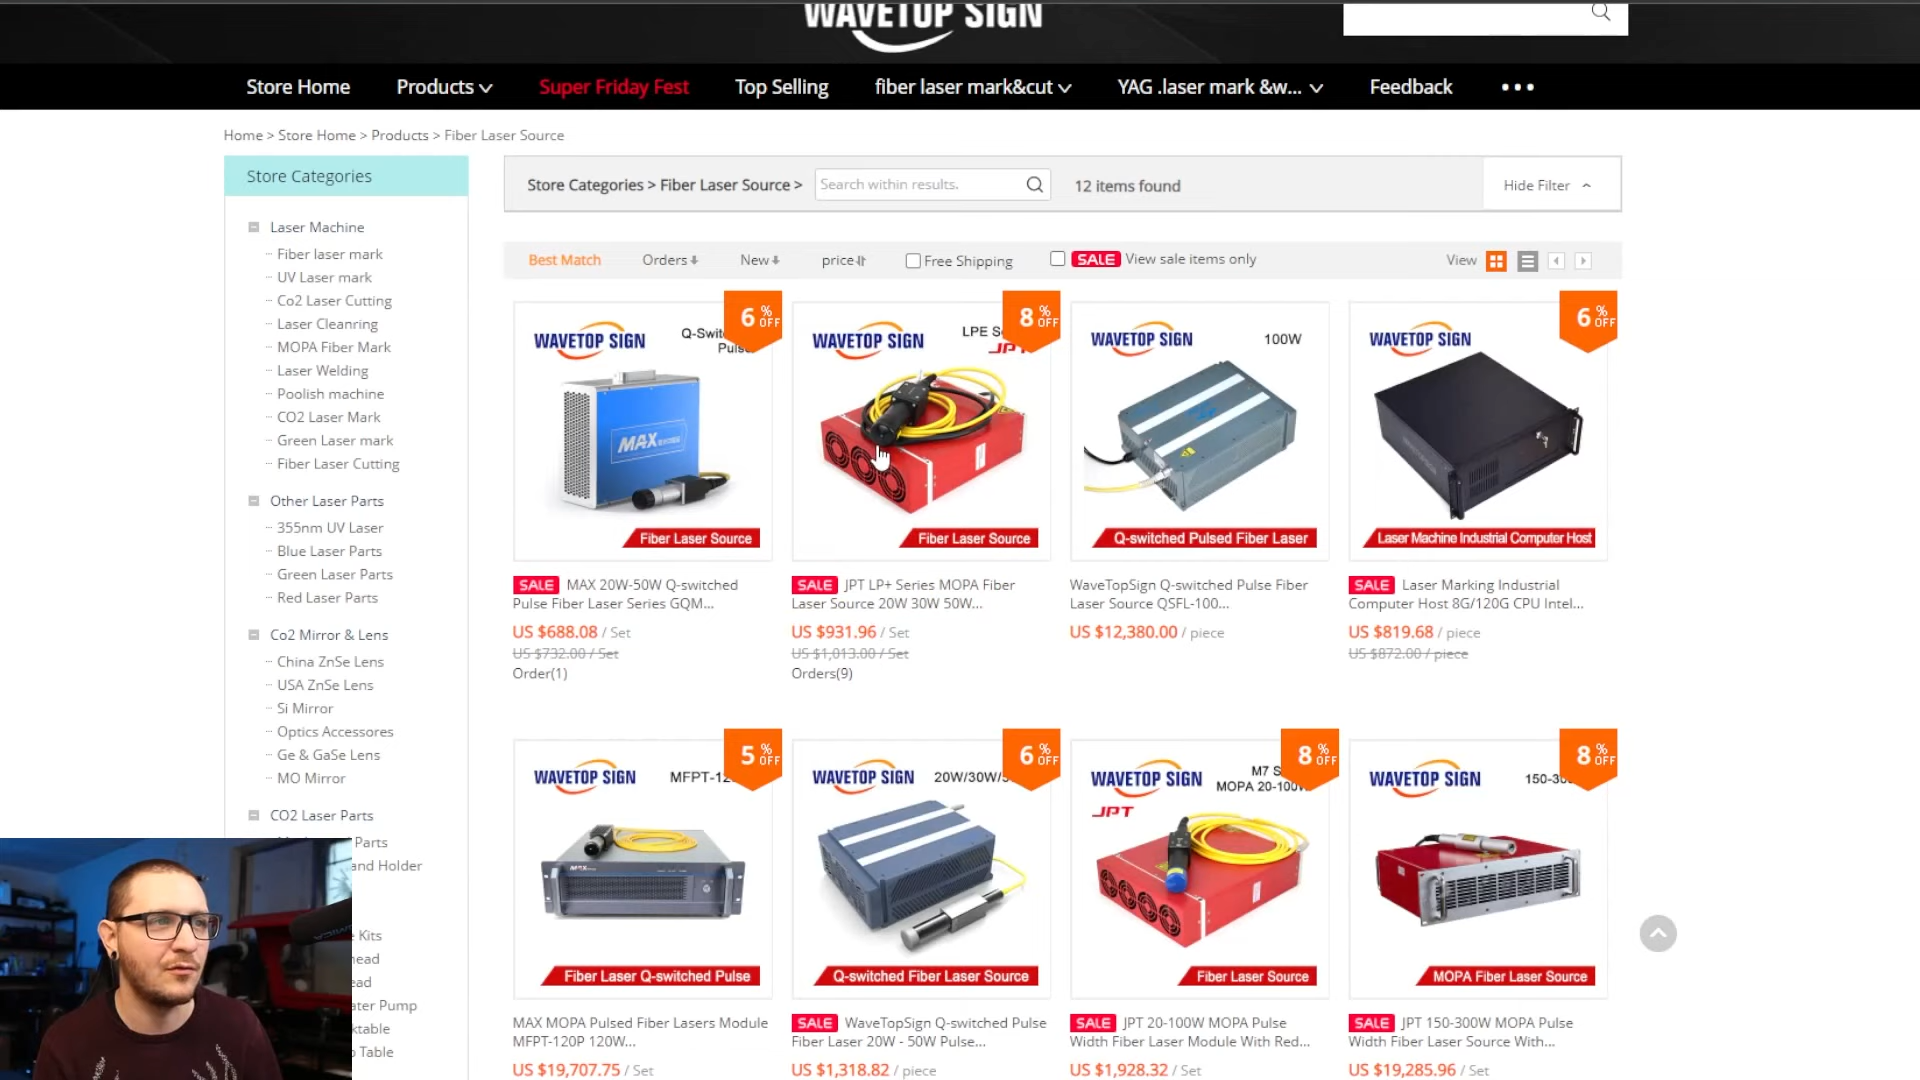 WAVETOP SIGN
Store Home
Products
Super Friday Fest
Top Selling
fiber laser mark&cut
YAG .laser mark &w...
Feedback
Home > Store Home > Products > Fiber Laser Source
Store Categories
Laser Machine
Fiber laser mark
UV Laser mark
Co2 Laser Cutting
Laser Cleanring
MOPA Fiber Mark
Laser Welding
Poolish machine
CO2 Laser Mark
Green Laser mark
Fiber Laser Cutting
Other Laser Parts
355nm UV Laser
Blue Laser Parts
Green Laser Parts
Red Laser Parts
Co2 Mirror & Lens
China ZnSe Lens
USA ZnSe Lens
Si Mirror
Optics Accessores
Ge & GaSe Lens
MO Mirror
CO2 Laser Parts
Parts
and Holder
Kits
Table
Store Categories > Fiber Laser Source >
Search within results.
12 items found
Hide Filter
Best Match
Orders
New
price
Free Shipping
SALE View sale items only
View
WAVETOP SIGN
6 % OFF
MAX
Fiber Laser Source
SALE MAX 20W-50W Q-switched
Pulse Fiber Laser Series GQM...
US $688.08 / Set
US $732.00 / Set
Order(1)
WAVETOP SIGN
8 % OFF
LPE
Fiber Laser Source
SALE JPT LP+ Series MOPA Fiber
Laser Source 20W 30W 50W...
US $931.96 / Set
US $1,013.00 / Set
Orders(9)
WAVETOP SIGN
100W
Q-switched Pulsed Fiber Laser
WaveTopSign Q-switched Pulse Fiber
Laser Source QSFL-100...
US $12,380.00 / piece
WAVETOP SIGN
6 % OFF
Laser Machine Industrial Computer Host
SALE Laser Marking Industrial
Computer Host 8G/120G CPU Intel...
US $819.68 / piece
US $872.00 / piece
WAVETOP SIGN
5 % OFF
MAX
Fiber Laser Q-switched Pulse
MAX MOPA Pulsed Fiber Lasers Module
MFPT-120P 120W...
US $19,707.75 / Set
WAVETOP SIGN
20W/30W/
6 % OFF
Q-switched Fiber Laser Source
SALE WaveTopSign Q-switched Pulse
Fiber Laser 20W - 50W Pulse...
US $1,318.82 / piece
WAVETOP SIGN
M7
8 % OFF
MOPA 20-100W
JPT
Fiber Laser Source
SALE JPT 20-100W MOPA Pulse
Width Fiber Laser Module With Red...
US $1,928.32 / Set
WAVETOP SIGN
8 % OFF
MOPA Fiber Laser Source
SALE JPT 150-300W MOPA Pulse
Width Fiber Laser Source With...
US $19,285.96 / Set